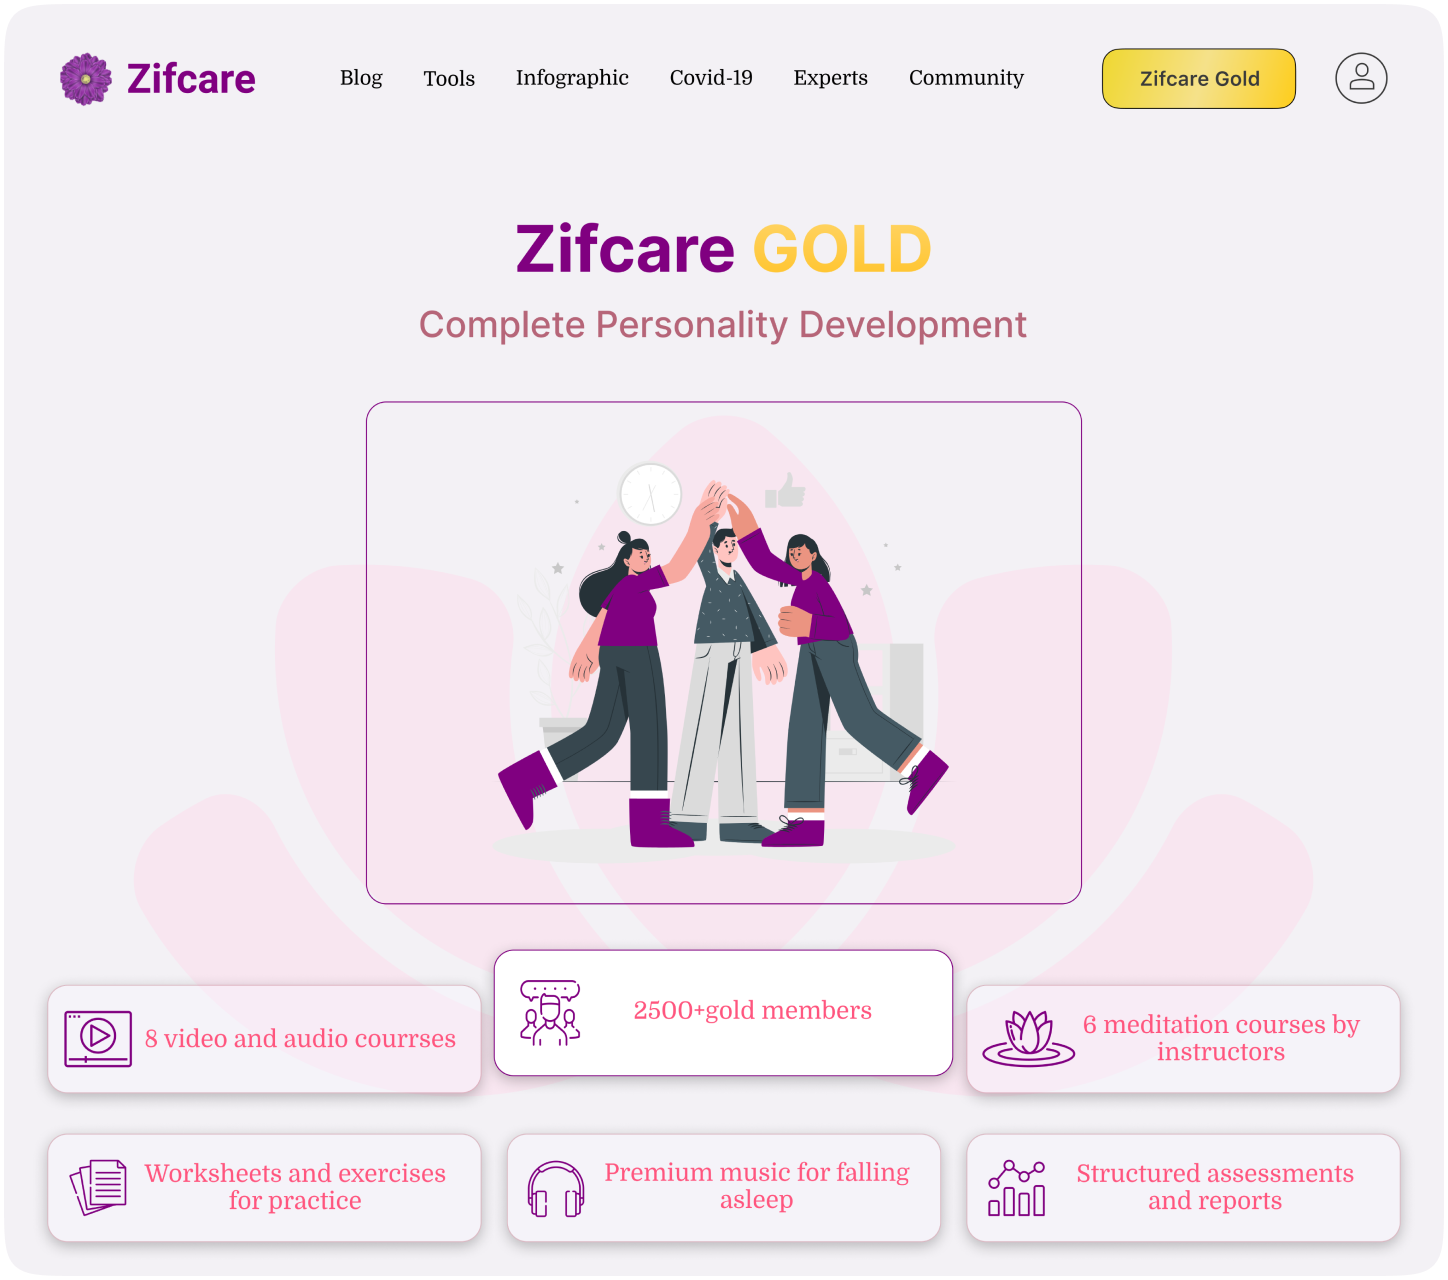 Zifcare
Blog
Tools
Infographic
Covid-19
Experts
Community
Zifcare Gold
Zifcare GOLD
Complete Personality Development
8 video and audio courrses
2500+gold members
6 meditation courses by
instructors
Worksheets and exercises
for practice
Premium music for falling
asleep
Structured assessments
and reports